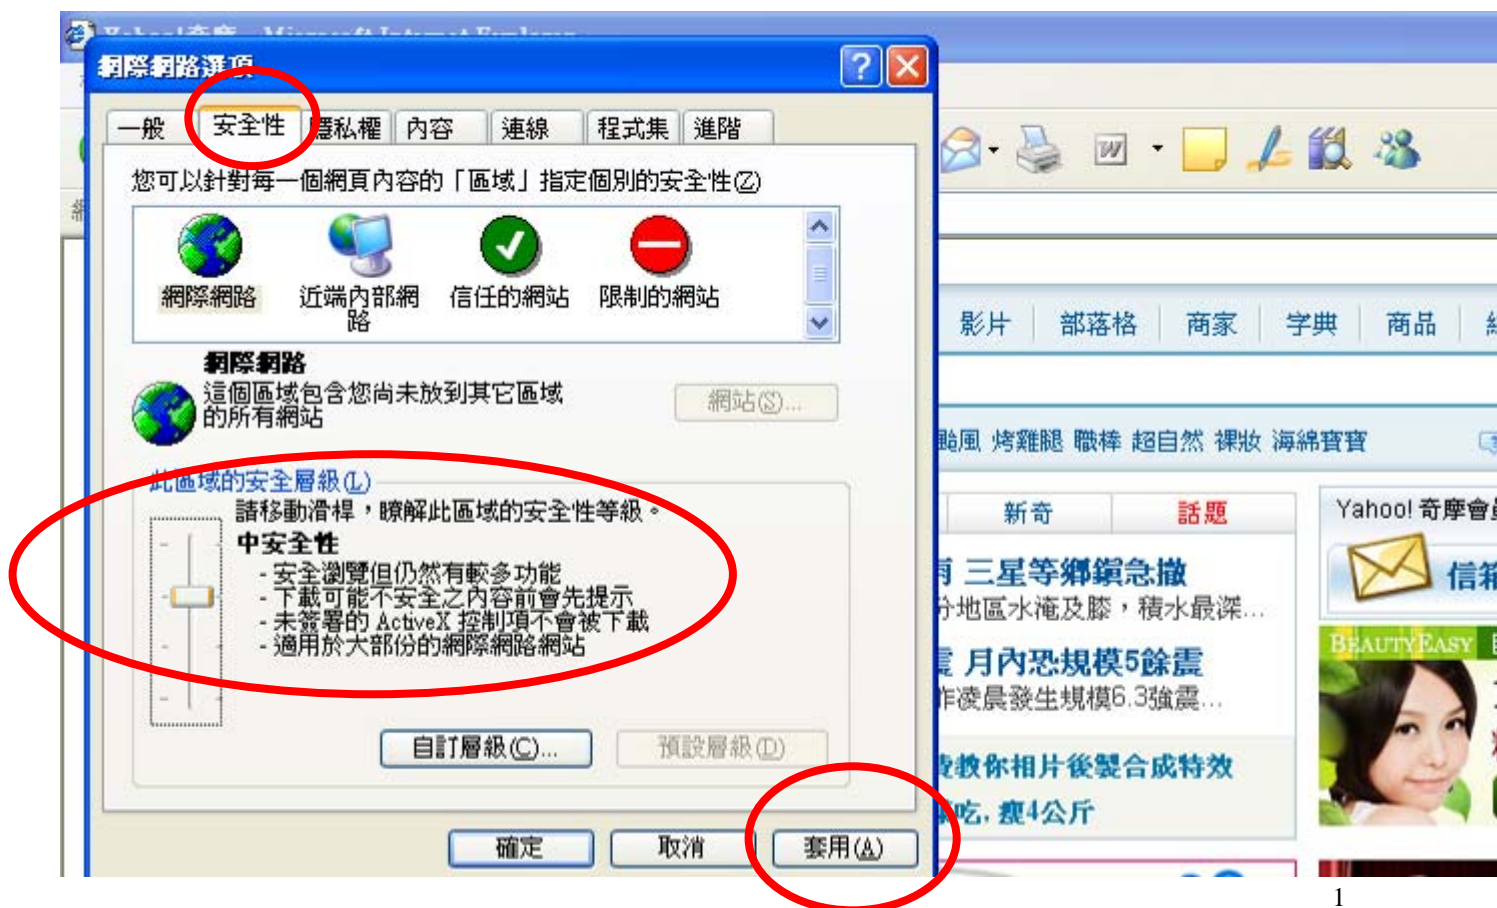 Yahoo!奇摩 - Microsoft Internet Explorer
網際網路選項
一般 安全性 隱私權 內容 連線 程式集 進階
您可以針對每一個網頁內容的「區域」指定個別的安全性(Z)
網際網路 近端內部網路 信任的網站 限制的網站
網際網路
這個區域包含您尚未放到其它區域
的所有網站
網站(S)...
此區域的安全層級(L)
請移動滑桿，瞭解此區域的安全性等級。
中安全性
- 安全瀏覽但仍然有較多功能
- 下載可能不安全之內容前會先提示
- 未簽署的 ActiveX 控制項不會被下載
- 適用於大部份的網際網路網站
自訂層級(C)... 預設層級(D)
確定 取消 套用(A)
影片 部落格 商家 字典 商品
颱風 烤雞腿 職棒 超自然 裸妝 海綿寶寶
新奇 話題
三星等鄉鎮急撤
分地區水淹及膝，積水最深...
月內恐規模5餘震
昨凌晨發生規模6.3強震...
教你相片後製合成特效
吃, 瘦4公斤
Yahoo! 奇摩會員
信箱
BEAUTYEASY
1